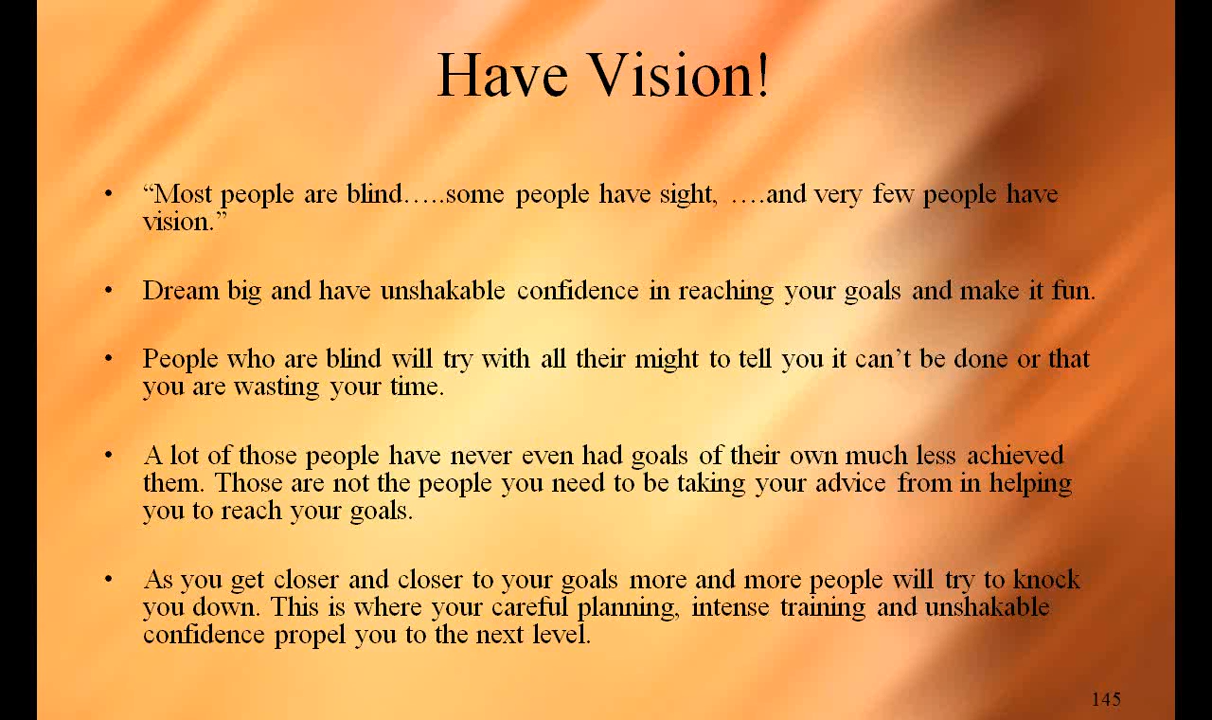 Have Vision!
• “Most people are blind…..some people have sight, ….and very few people have
vision.”
• Dream big and have unshakable confidence in reaching your goals and make it fun.
• People who are blind will try with all their might to tell you it can’t be done or that
you are wasting your time.
• A lot of those people have never even had goals of their own much less achieved
them. Those are not the people you need to be taking your advice from in helping
you to reach your goals.
• As you get closer and closer to your goals more and more people will try to knock
you down. This is where your careful planning, intense training and unshakable
confidence propel you to the next level.
145